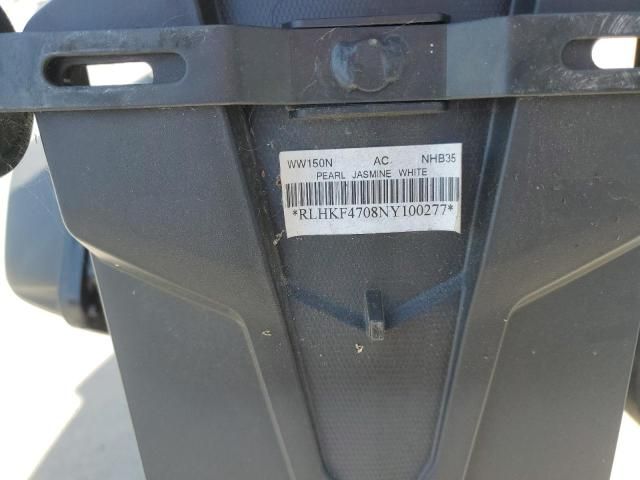 WW150N AC NHB35
PEARL JASMINE WHITE
*RLHKF4708NY100277*